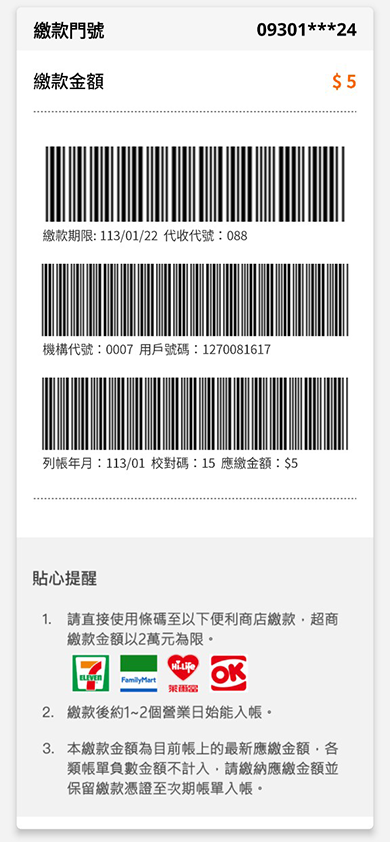 繳款門號 09301***24
繳款金額 $ 5
繳款期限: 113/01/22 代收代號：088
機構代號：0007 用戶號碼：1270081617
列帳年月：113/01 校對碼：15 應繳金額：$5
貼心提醒
1. 請直接使用條碼至以下便利商店繳款，超商
繳款金額以2萬元為限。
7 ELEVEN FamilyMart Hi-Life 萊爾富 OK
2. 繳款後約1~2個營業日始能入帳。
3. 本繳款金額為目前帳上的最新應繳金額，各
類帳單負數金額不計入，請繳納應繳金額並
保留繳款憑證至次期帳單入帳。